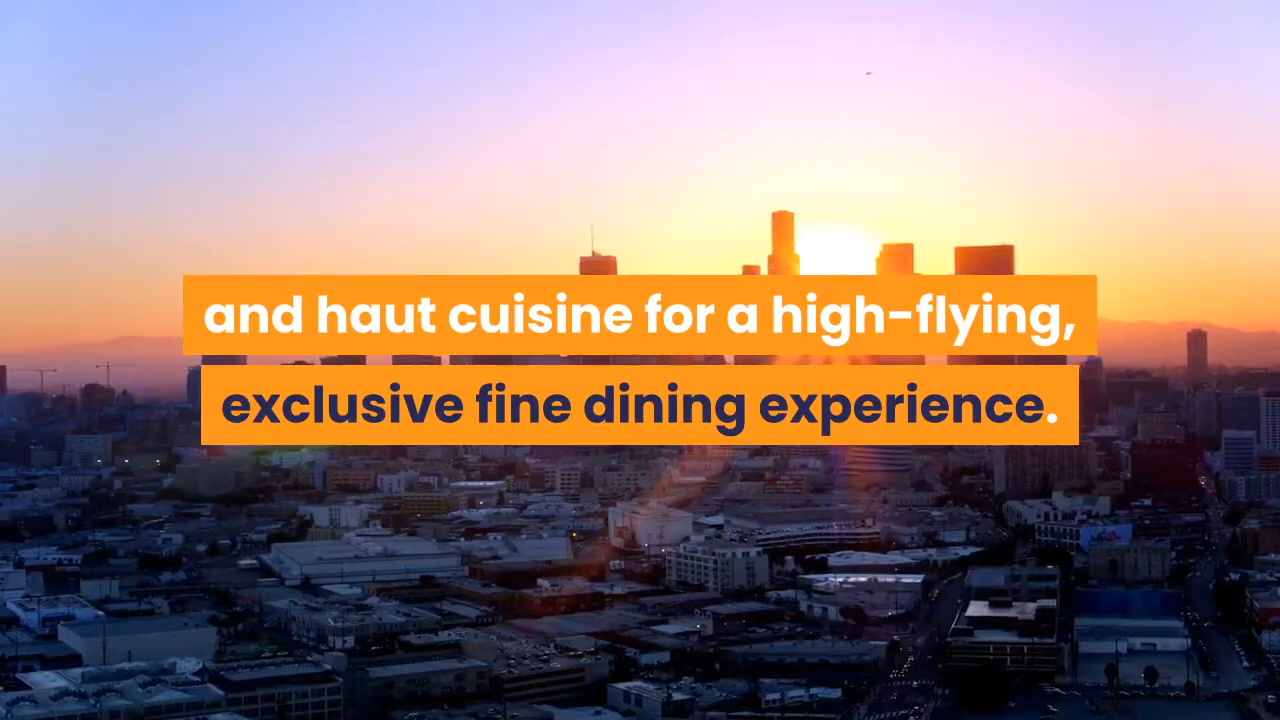 and haut cuisine for a high-flying,
exclusive fine dining experience.